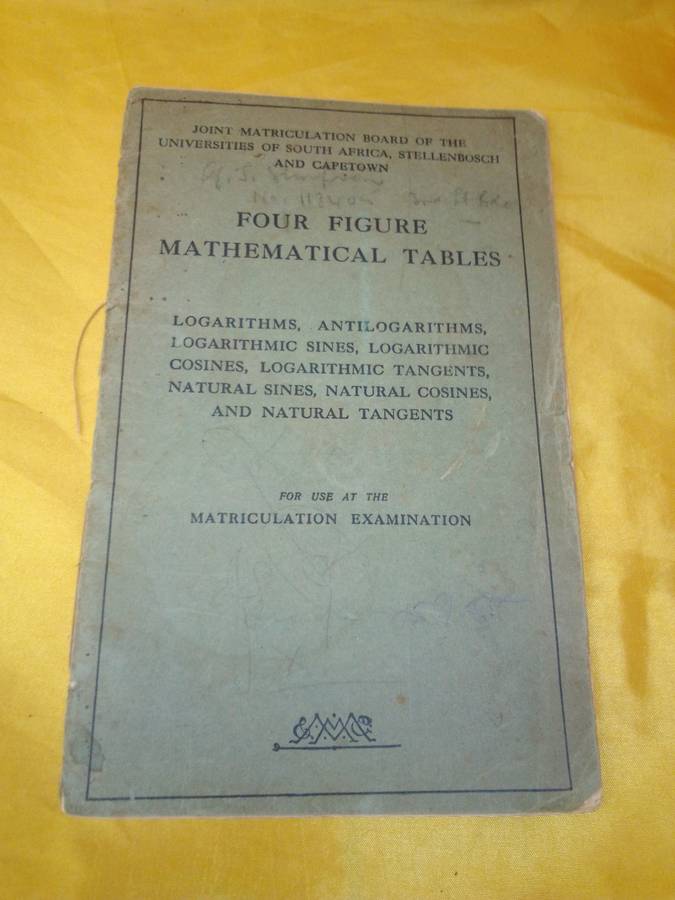 JOINT MATRICULATION BOARD OF THE
UNIVERSITIES OF SOUTH AFRICA, STELLENBOSCH
AND CAPETOWN
FOUR FIGURE
MATHEMATICAL TABLES
LOGARITHMS, ANTILOGARITHMS,
LOGARITHMIC SINES, LOGARITHMIC
COSINES, LOGARITHMIC TANGENTS,
NATURAL SINES, NATURAL COSINES,
AND NATURAL TANGENTS
FOR USE AT THE
MATRICULATION EXAMINATION